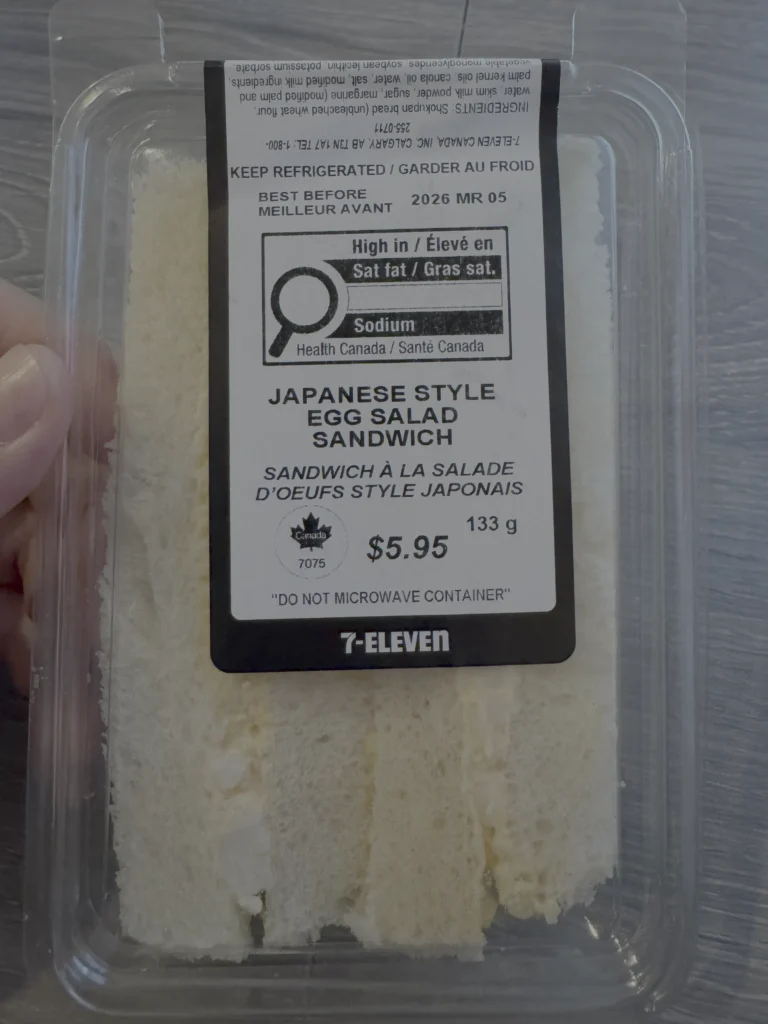 vegetable monoglycerides, soybean lecithin, potassium sorbate
palm kernel oils, canola oil, water, salt, modified milk ingredients,
water, skim milk powder, sugar, margarine (modified palm and
INGREDIENTS: Shokupan bread (unbleached wheat flour,
255-0711
7-ELEVEN CANADA, INC. CALGARY, AB T3N 1A7 TEL: 1-800-
KEEP REFRIGERATED / GARDER AU FROID
BEST BEFORE
MEILLEUR AVANT
2026 MR 05
High in / Élevé en
Sat fat / Gras sat.
Sodium
Health Canada / Santé Canada
JAPANESE STYLE
EGG SALAD
SANDWICH
SANDWICH À LA SALADE
D'OEUFS STYLE JAPONAIS
Canada
7075
$5.95
133 g
"DO NOT MICROWAVE CONTAINER"
7-ELEVEn